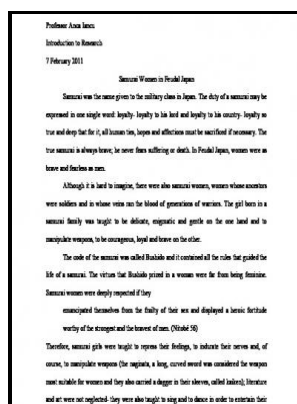 Professor Anca Iancu
Introduction to Research
7 February 2011
Samurai Women in Feudal Japan
Samurai was the name given to the military class in Japan. The duty of a samurai may be
expressed in one single word: loyalty- loyalty to his lord and loyalty to his country- loyalty so
true and deep that for it, all human ties, hopes and affections must be sacrificed if necessary. The
true samurai is always brave; he never fears suffering or death. In Feudal Japan, women were as
brave and fearless as men.
Although it is hard to imagine, there were also samurai women, women whose ancestors
were soldiers and in whose veins ran the blood of generations of warriors. The girl born in a
samurai family was taught to be delicate, enigmatic and gentle on the one hand and to
manipulate weapons, to be courageous, loyal and brave on the other.
The code of the samurai was called Bushido and it contained all the rules that guided the
life of a samurai. The virtues that Bushido prized in a woman were far from being feminine.
Samurai women were deeply respected if they
emancipated themselves from the frailty of their sex and displayed a heroic fortitude
worthy of the strongest and the bravest of men. (Nitobé 56)
Therefore, samurai girls were taught to repress their feelings, to indurate their nerves and, of
course, to manipulate weapons (the naginata, a long, curved sword was considered the weapon
most suitable for women and they also carried a dagger in their sleeves, called kaiken); literature
and art were not neglected- they were also taught to sing and to dance in order to entertain their